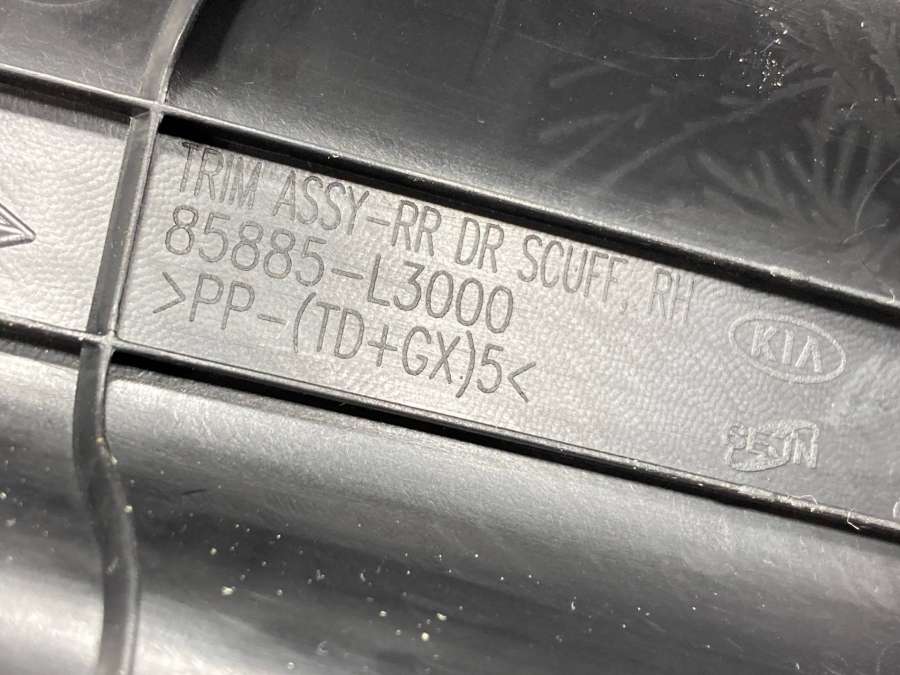 TRIM ASSY-RR DR SCUFF, RH
85885-L3000
>PP-(TD+GX)5<
KIA